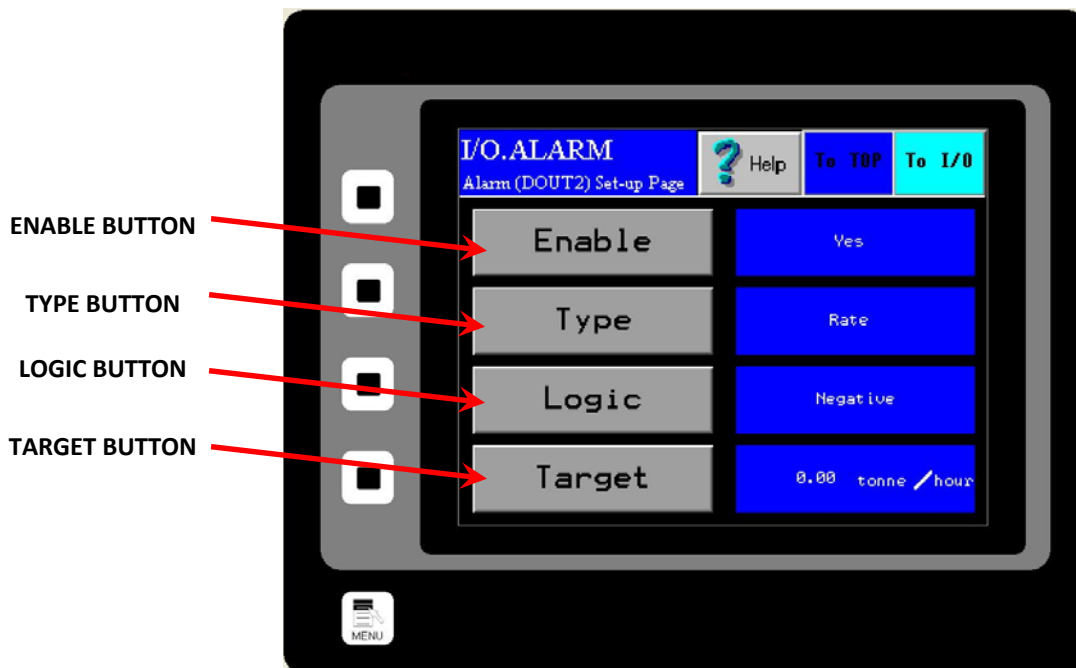 I/O.ALARM
Alarm (DOUT2) Set-up Page
Help
To TOP
To I/O
ENABLE BUTTON
Enable
Yes
TYPE BUTTON
Type
Rate
LOGIC BUTTON
Logic
Negative
TARGET BUTTON
Target
0.00 tonne/hour
MENU